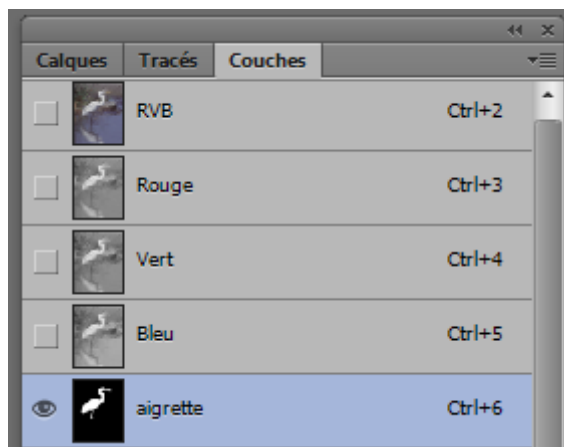 Calques Tracés Couches
RVB Ctrl+2
Rouge Ctrl+3
Vert Ctrl+4
Bleu Ctrl+5
aigrette Ctrl+6